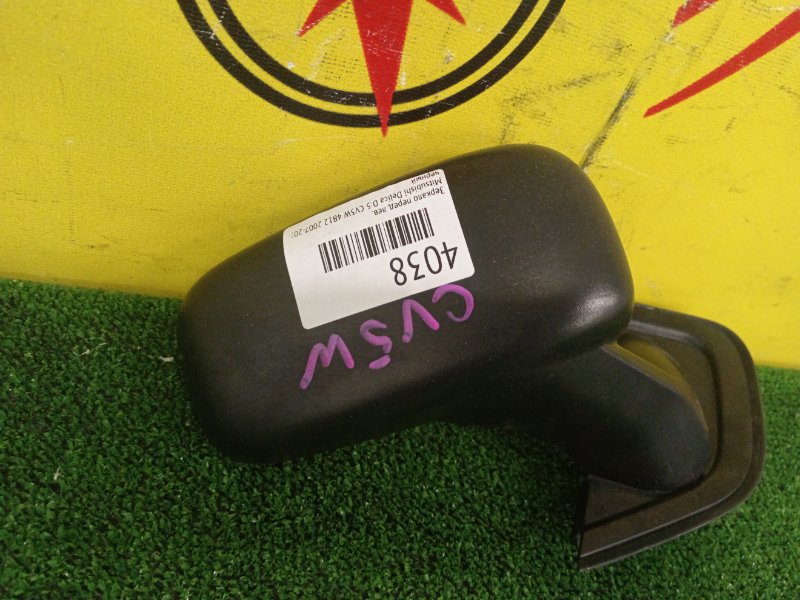 Зеркало перед. лев.
Mitsubishi Delica D 5 CV5W 4B12 2007-20
черный
4038
CV5W